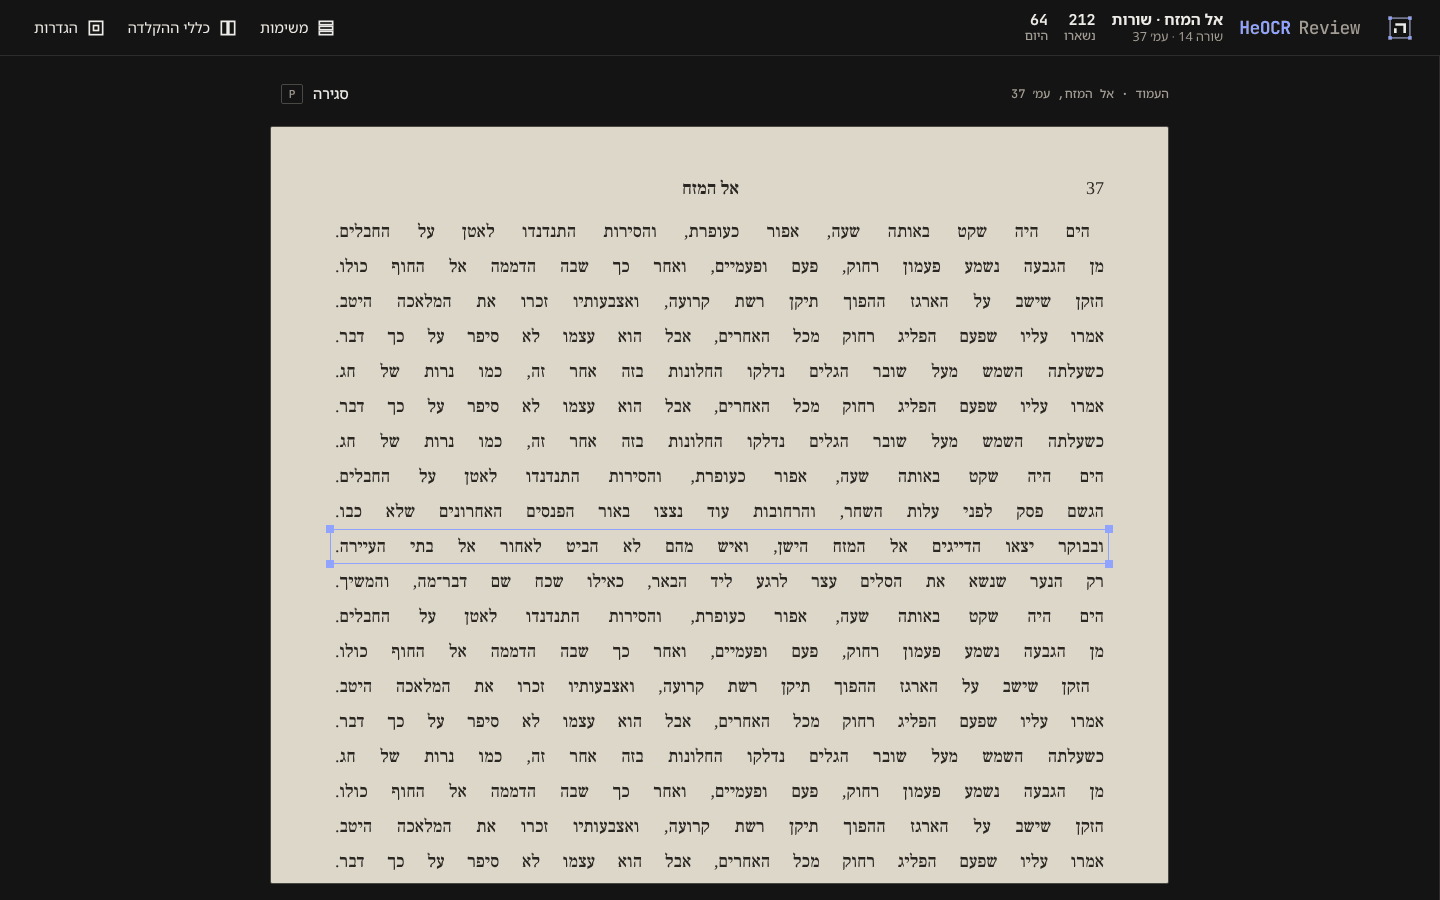 HeOCR Review
אל המזח · שורות
שורה 14 · עמ׳ 37
212
נשארו
64
היום
משימות
כללי ההקלדה
הגדרות
העמוד · אל המזח, עמ׳ 37
סגירה P
37
אל המזח
הים היה שקט באותה שעה, אפור כעופרת, והסירות התנדנדו לאטן על החבלים.
מן הגבעה נשמע פעמון רחוק, פעם ופעמיים, ואחר כך שבה הדממה אל החוף כולו.
הזקן שישב על הארגז ההפוך תיקן רשת קרועה, ואצבעותיו זכרו את המלאכה היטב.
אמרו עליו שפעם הפליג רחוק מכל האחרים, אבל הוא עצמו לא סיפר על כך דבר.
כשעלתה השמש מעל שובר הגלים נדלקו החלונות בזה אחר זה, כמו נרות של חג.
אמרו עליו שפעם הפליג רחוק מכל האחרים, אבל הוא עצמו לא סיפר על כך דבר.
כשעלתה השמש מעל שובר הגלים נדלקו החלונות בזה אחר זה, כמו נרות של חג.
הים היה שקט באותה שעה, אפור כעופרת, והסירות התנדנדו לאטן על החבלים.
הגשם פסק לפני עלות השחר, והרחובות עוד נצצו באור הפנסים האחרונים שלא כבו.
ובבוקר יצאו הדייגים אל המזח הישן, ואיש מהם לא הביט לאחור אל בתי העיירה.
רק הנער שנשא את הסלים עצר לרגע ליד הבאר, כאילו שכח שם דבר־מה, והמשיך.
הים היה שקט באותה שעה, אפור כעופרת, והסירות התנדנדו לאטן על החבלים.
מן הגבעה נשמע פעמון רחוק, פעם ופעמיים, ואחר כך שבה הדממה אל החוף כולו.
הזקן שישב על הארגז ההפוך תיקן רשת קרועה, ואצבעותיו זכרו את המלאכה היטב.
אמרו עליו שפעם הפליג רחוק מכל האחרים, אבל הוא עצמו לא סיפר על כך דבר.
כשעלתה השמש מעל שובר הגלים נדלקו החלונות בזה אחר זה, כמו נרות של חג.
מן הגבעה נשמע פעמון רחוק, פעם ופעמיים, ואחר כך שבה הדממה אל החוף כולו.
הזקן שישב על הארגז ההפוך תיקן רשת קרועה, ואצבעותיו זכרו את המלאכה היטב.
אמרו עליו שפעם הפליג רחוק מכל האחרים, אבל הוא עצמו לא סיפר על כך דבר.